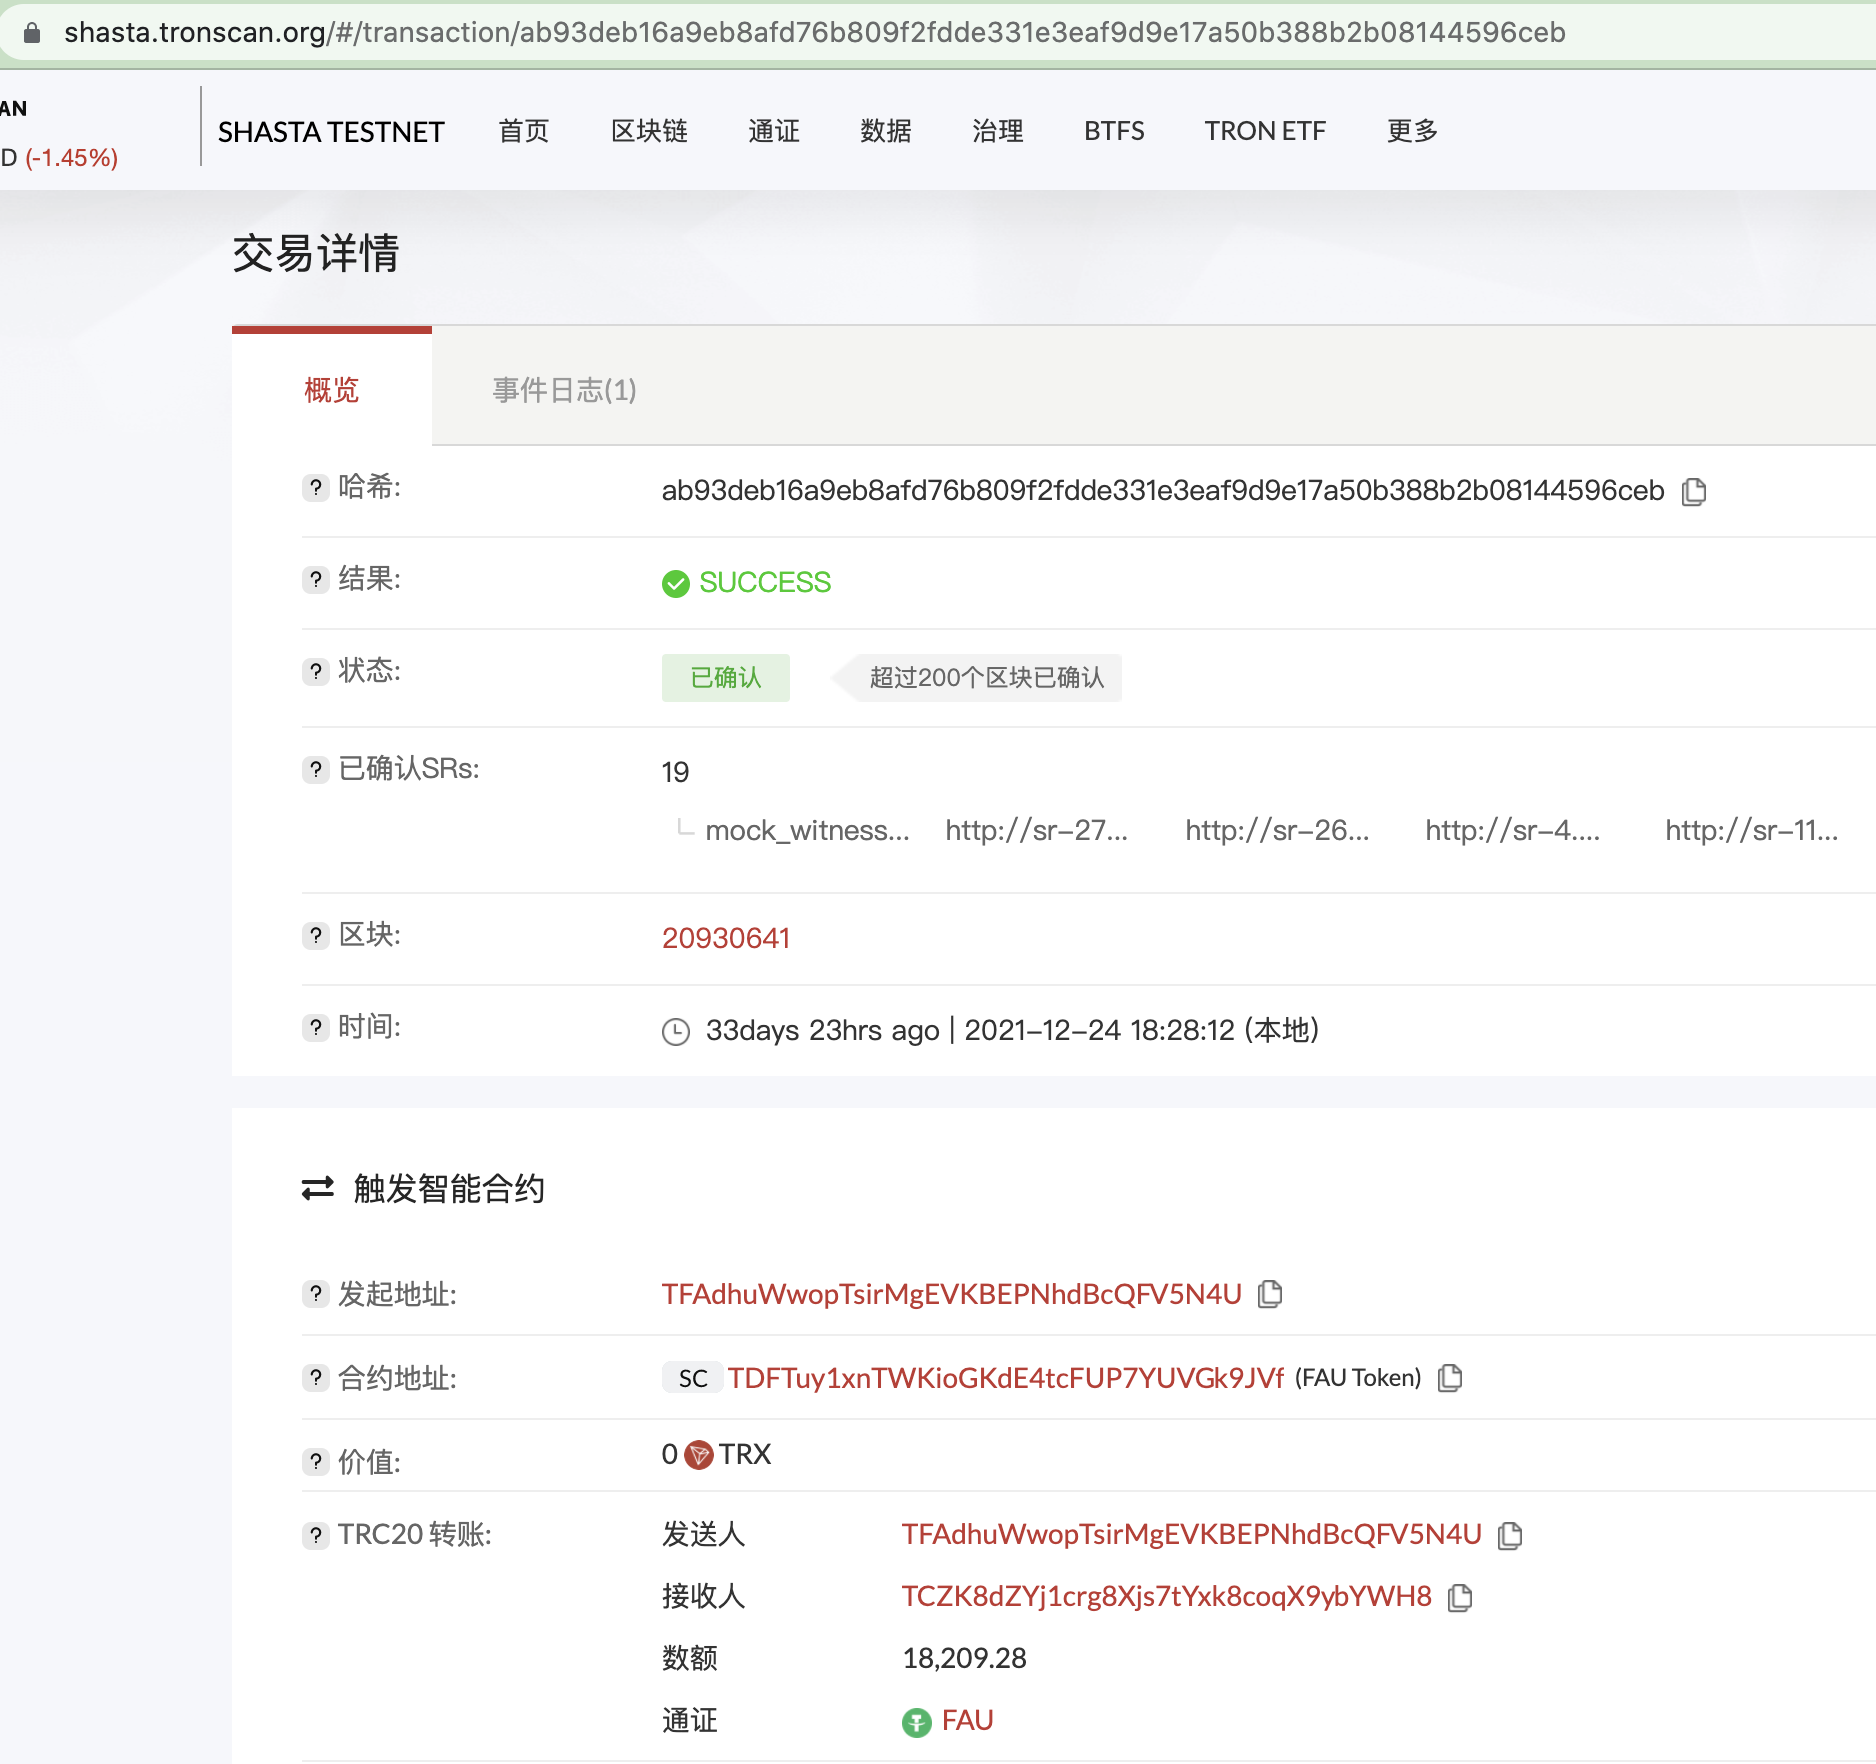 shasta.tronscan.org/#/transaction/ab93deb16a9eb8afd76b809f2fdde331e3eaf9d9e17a50b388b2b08144596ceb
AN
D (-1.45%)
SHASTA TESTNET 首页 区块链 通证 数据 治理 BTFS TRON ETF 更多
交易详情
概览 事件日志(1)
? 哈希: ab93deb16a9eb8afd76b809f2fdde331e3eaf9d9e17a50b388b2b08144596ceb
? 结果: SUCCESS
? 状态: 已确认 超过200个区块已确认
? 已确认SRs: 19
mock_witness... http://sr-27... http://sr-26... http://sr-4.... http://sr-11...
? 区块: 20930641
? 时间: 33days 23hrs ago | 2021-12-24 18:28:12 (本地)
触发智能合约
? 发起地址: TFAdhuWwopTsirMgEVKBEPNhdBcQFV5N4U
? 合约地址: SC TDFTuy1xnTWKioGKdE4tcFUP7YUVGk9JVf (FAU Token)
? 价值: 0 TRX
? TRC20 转账: 发送人 TFAdhuWwopTsirMgEVKBEPNhdBcQFV5N4U
接收人 TCZK8dZYj1crg8Xjs7tYxk8coqX9ybYWH8
数额 18,209.28
通证 FAU